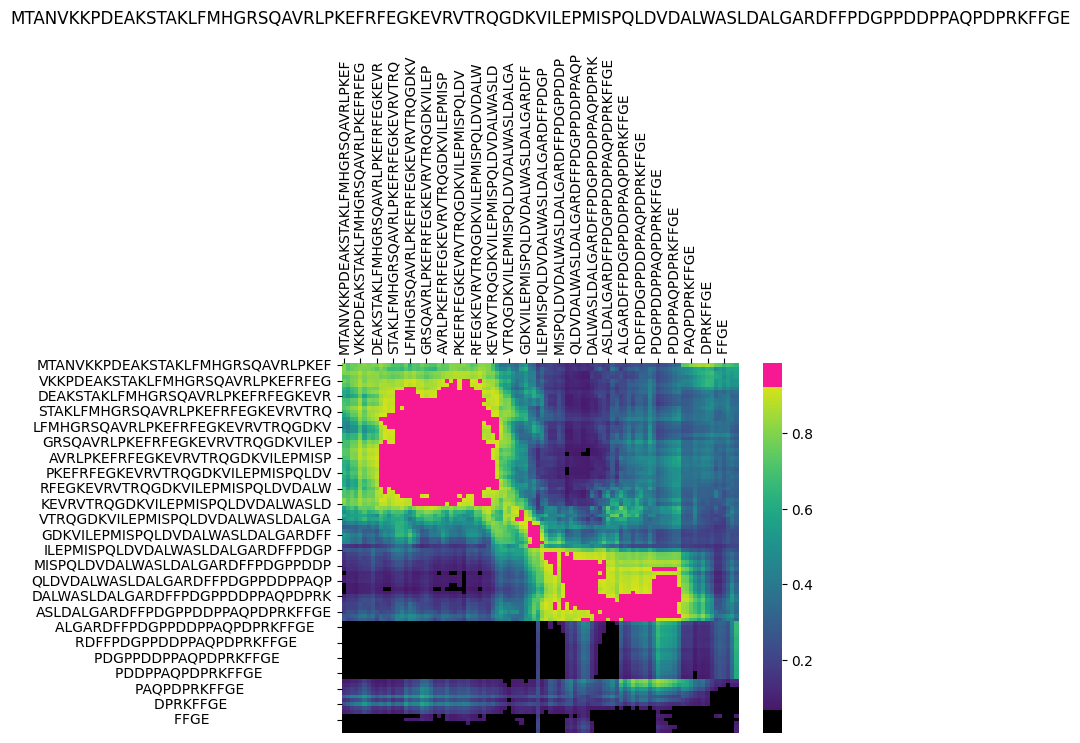 MTANVKKPDEAKSTAKLFMHGRSQAVRLPKEFRFEGKEVRVTRQGDKVILEPMISPQLDVDALWASLDALGARDFFPDGPPDDPPAQPDPRKFFGE
MTANVKKPDEAKSTAKLFMHGRSQAVRLPKEF
VKKPDEAKSTAKLFMHGRSQAVRLPKEFRFEG
DEAKSTAKLFMHGRSQAVRLPKEFRFEGKEVR
STAKLFMHGRSQAVRLPKEFRFEGKEVRVTRQ
LFMHGRSQAVRLPKEFRFEGKEVRVTRQGDKV
GRSQAVRLPKEFRFEGKEVRVTRQGDKVILEP
AVRLPKEFRFEGKEVRVTRQGDKVILEPMISP
PKEFRFEGKEVRVTRQGDKVILEPMISPQLDV
RFEGKEVRVTRQGDKVILEPMISPQLDVDALW
KEVRVTRQGDKVILEPMISPQLDVDALWASLD
VTRQGDKVILEPMISPQLDVDALWASLDALGA
GDKVILEPMISPQLDVDALWASLDALGARDFF
ILEPMISPQLDVDALWASLDALGARDFFPDGP
MISPQLDVDALWASLDALGARDFFPDGPPDDP
QLDVDALWASLDALGARDFFPDGPPDDPPAQP
DALWASLDALGARDFFPDGPPDDPPAQPDPRK
ASLDALGARDFFPDGPPDDPPAQPDPRKFFGE
ALGARDFFPDGPPDDPPAQPDPRKFFGE
RDFFPDGPPDDPPAQPDPRKFFGE
PDGPPDDPPAQPDPRKFFGE
PDDPPAQPDPRKFFGE
PAQPDPRKFFGE
DPRKFFGE
FFGE
MTANVKKPDEAKSTAKLFMHGRSQAVRLPKEF
VKKPDEAKSTAKLFMHGRSQAVRLPKEFRFEG
DEAKSTAKLFMHGRSQAVRLPKEFRFEGKEVR
STAKLFMHGRSQAVRLPKEFRFEGKEVRVTRQ
LFMHGRSQAVRLPKEFRFEGKEVRVTRQGDKV
GRSQAVRLPKEFRFEGKEVRVTRQGDKVILEP
AVRLPKEFRFEGKEVRVTRQGDKVILEPMISP
PKEFRFEGKEVRVTRQGDKVILEPMISPQLDV
RFEGKEVRVTRQGDKVILEPMISPQLDVDALW
KEVRVTRQGDKVILEPMISPQLDVDALWASLD
VTRQGDKVILEPMISPQLDVDALWASLDALGA
GDKVILEPMISPQLDVDALWASLDALGARDFF
ILEPMISPQLDVDALWASLDALGARDFFPDGP
MISPQLDVDALWASLDALGARDFFPDGPPDDP
QLDVDALWASLDALGARDFFPDGPPDDPPAQP
DALWASLDALGARDFFPDGPPDDPPAQPDPRK
ASLDALGARDFFPDGPPDDPPAQPDPRKFFGE
ALGARDFFPDGPPDDPPAQPDPRKFFGE
RDFFPDGPPDDPPAQPDPRKFFGE
PDGPPDDPPAQPDPRKFFGE
PDDPPAQPDPRKFFGE
PAQPDPRKFFGE
DPRKFFGE
FFGE
0.8
0.6
0.4
0.2